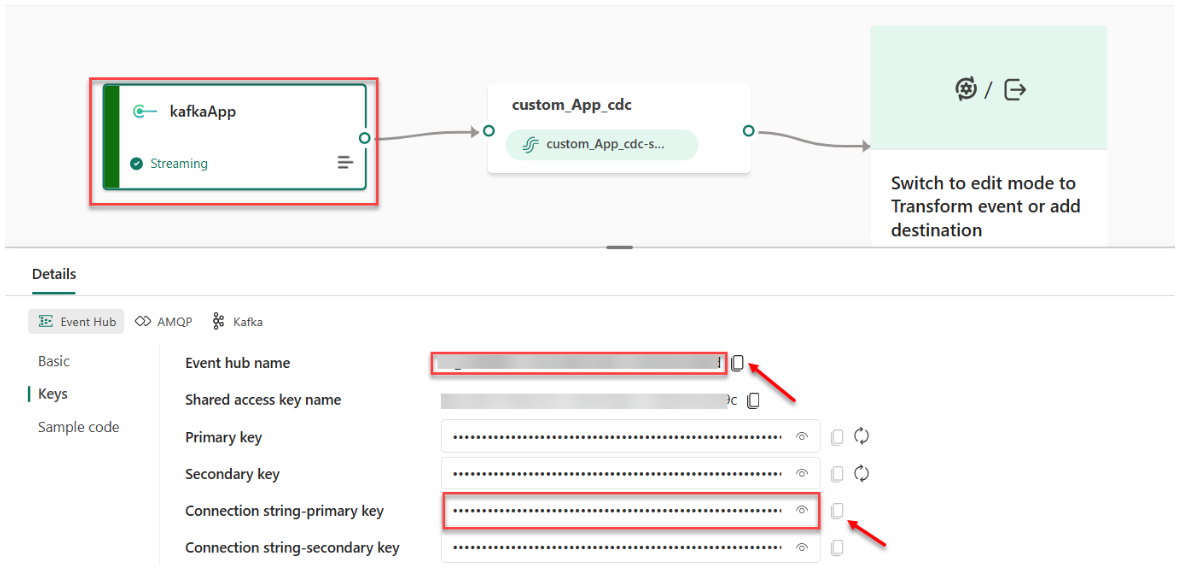 kafkaApp
Streaming
custom_App_cdc
custom_App_cdc-s...
/
Switch to edit mode to
Transform event or add
destination
Details
Event Hub
AMQP
Kafka
Basic
Keys
Sample code
Event hub name
Shared access key name
9c
Primary key
••••••••••••••••••••••••••••••••••••••••••••••••••••••••
Secondary key
••••••••••••••••••••••••••••••••••••••••••••••••••••••••
Connection string-primary key
••••••••••••••••••••••••••••••••••••••••••••••••••••••••
Connection string-secondary key
••••••••••••••••••••••••••••••••••••••••••••••••••••••••